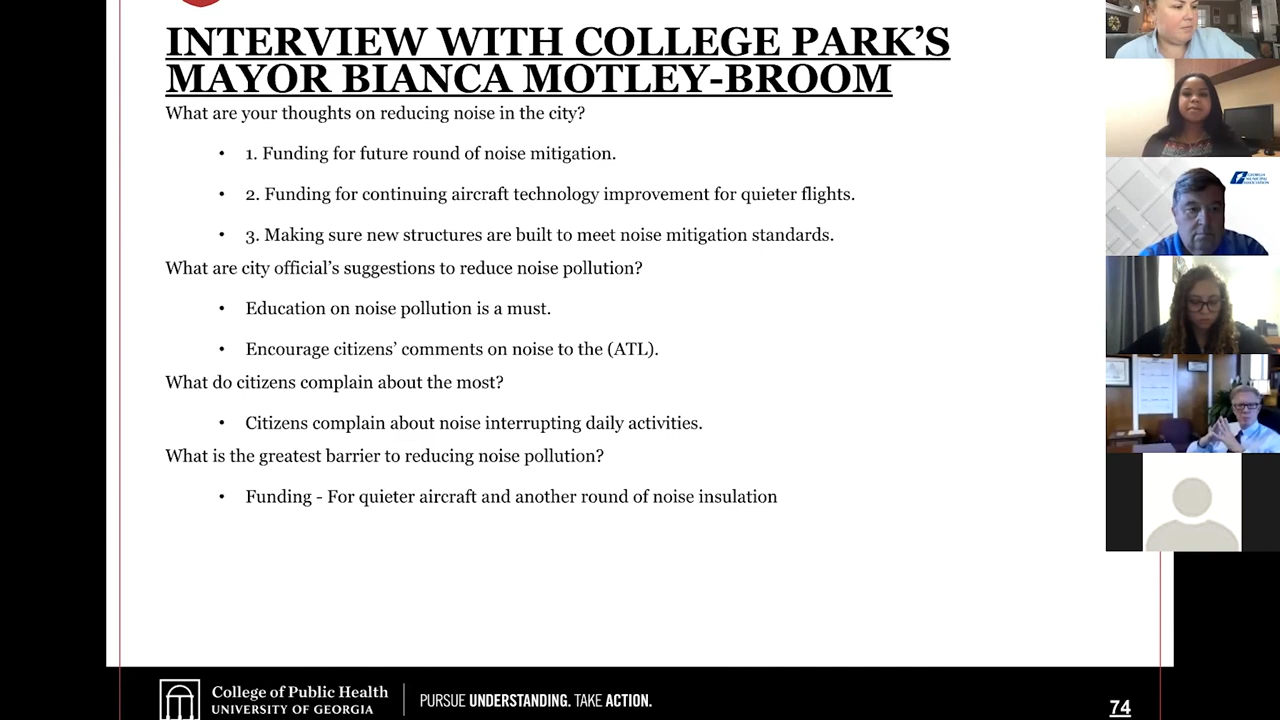 INTERVIEW WITH COLLEGE PARK’S
MAYOR BIANCA MOTLEY-BROOM
What are your thoughts on reducing noise in the city?
• 1. Funding for future round of noise mitigation.
• 2. Funding for continuing aircraft technology improvement for quieter flights.
• 3. Making sure new structures are built to meet noise mitigation standards.
What are city official’s suggestions to reduce noise pollution?
• Education on noise pollution is a must.
• Encourage citizens’ comments on noise to the (ATL).
What do citizens complain about the most?
• Citizens complain about noise interrupting daily activities.
What is the greatest barrier to reducing noise pollution?
• Funding - For quieter aircraft and another round of noise insulation
GEORGIA
MUNICIPAL
ASSOCIATION
College of Public Health
UNIVERSITY OF GEORGIA
PURSUE UNDERSTANDING. TAKE ACTION.
74